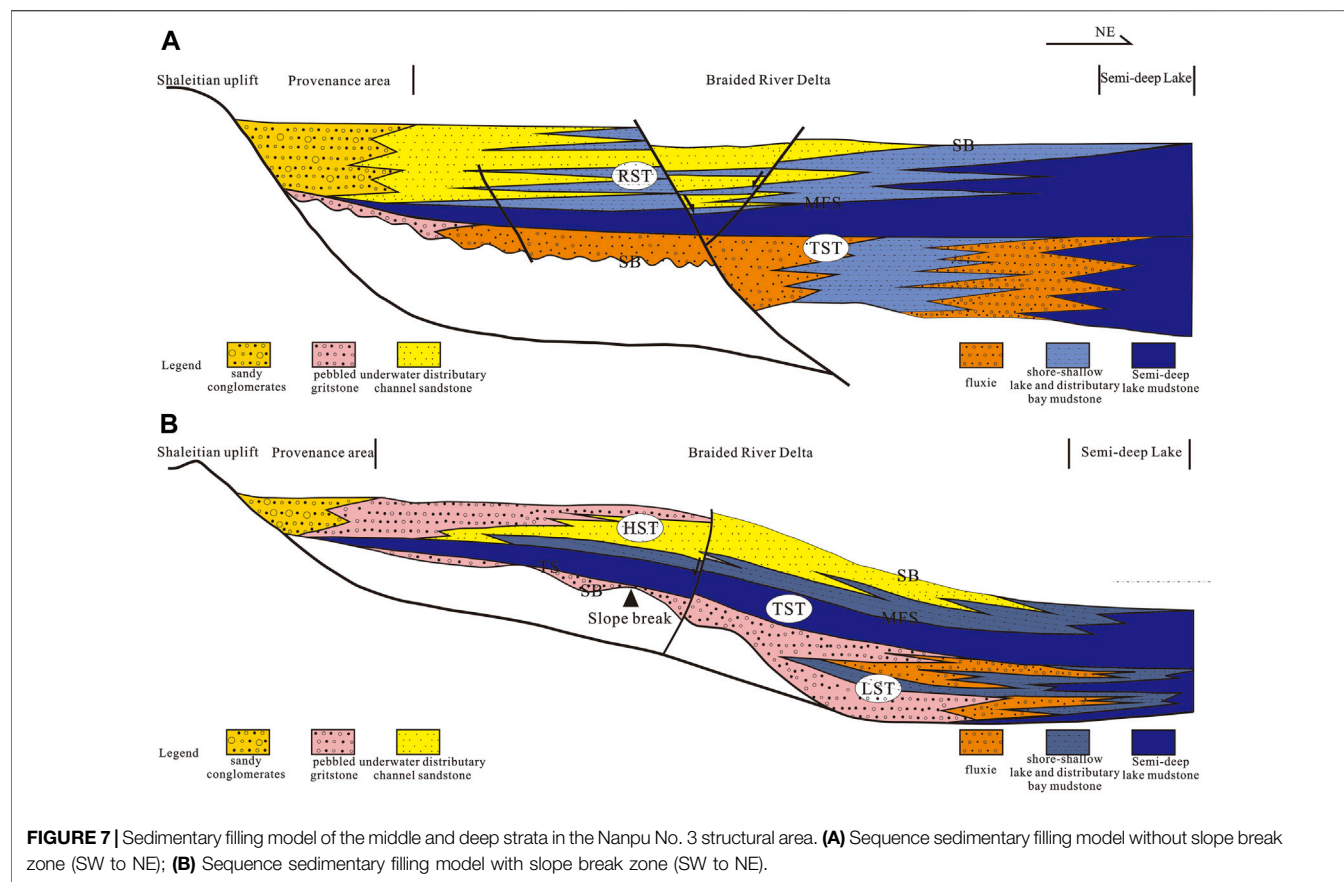 A
NE
Shaleitian uplift Provenance area Braided River Delta Semi-deep Lake
SB
RST
MFS
TST
SB
Legend
sandy conglomerates
pebbled gritstone
underwater distributary channel sandstone
fluxie
shore-shallow lake and distributary bay mudstone
Semi-deep lake mudstone
B
Shaleitian uplift Provenance area Braided River Delta Semi-deep Lake
HST
SB
TS
SB
Slope break
TST
MFS
LST
Legend
sandy conglomerates
pebbled gritstone
underwater distributary channel sandstone
fluxie
shore-shallow lake and distributary bay mudstone
Semi-deep lake mudstone
FIGURE 7 | Sedimentary filling model of the middle and deep strata in the Nanpu No. 3 structural area. (A) Sequence sedimentary filling model without slope break
zone (SW to NE); (B) Sequence sedimentary filling model with slope break zone (SW to NE).